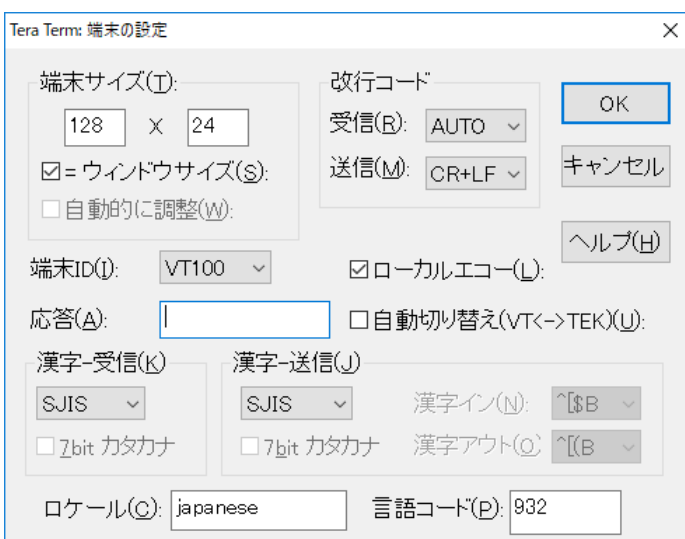 Tera Term: 端末の設定
端末サイズ(T):
128 X 24
=ウィンドウサイズ(S):
自動的に調整(W):
改行コード
受信(R): AUTO
送信(M): CR+LF
OK
キャンセル
ヘルプ(H)
端末ID(I): VT100
ローカルエコー(L):
応答(A):
自動切り替え(VT<->TEK)(U):
漢字-受信(K)
SJIS
7bit カタカナ
漢字-送信(J)
SJIS
7bit カタカナ
漢字イン(N): ^[$B
漢字アウト(O) ^[(B
ロケール(C): japanese
言語コード(P): 932